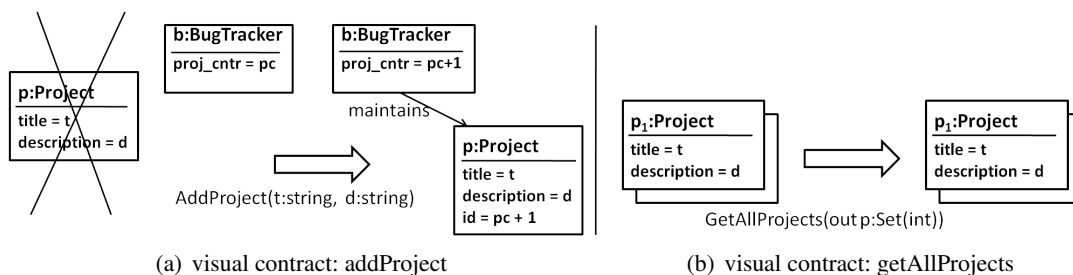 p:Project
title = t
description = d
b:BugTracker
proj_cntr = pc
b:BugTracker
proj_cntr = pc+1
maintains
p:Project
title = t
description = d
id = pc + 1
AddProject(t:string, d:string)
(a) visual contract: addProject
p₁:Project
title = t
description = d
p₁:Project
title = t
description = d
GetAllProjects(out p:Set(int))
(b) visual contract: getAllProjects